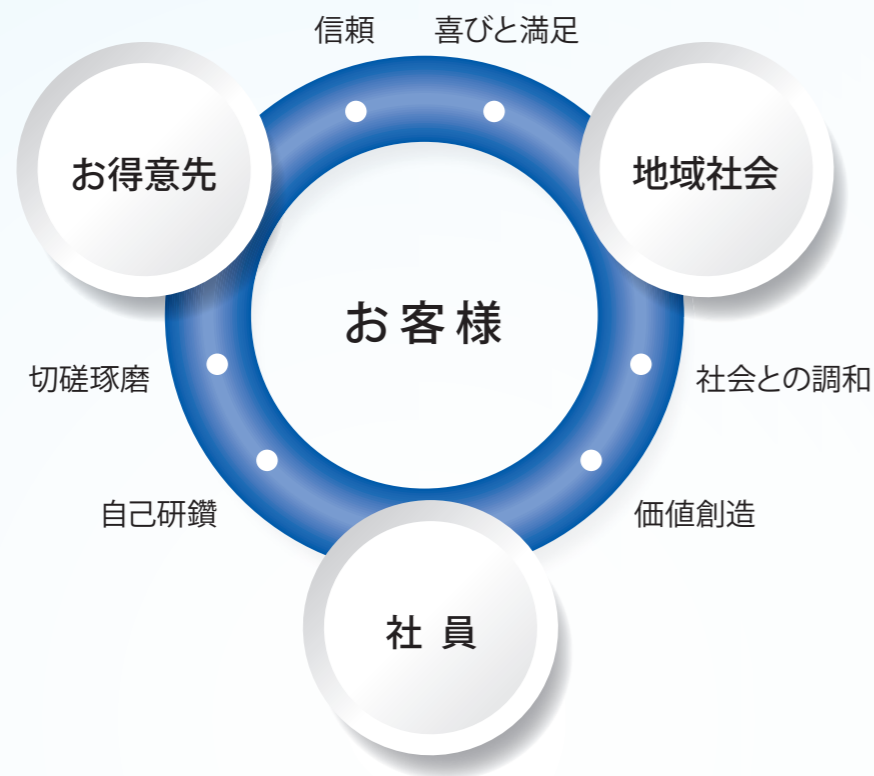 信頼
喜びと満足
お得意先
地域社会
お客様
切磋琢磨
社会との調和
自己研鑽
価値創造
社員